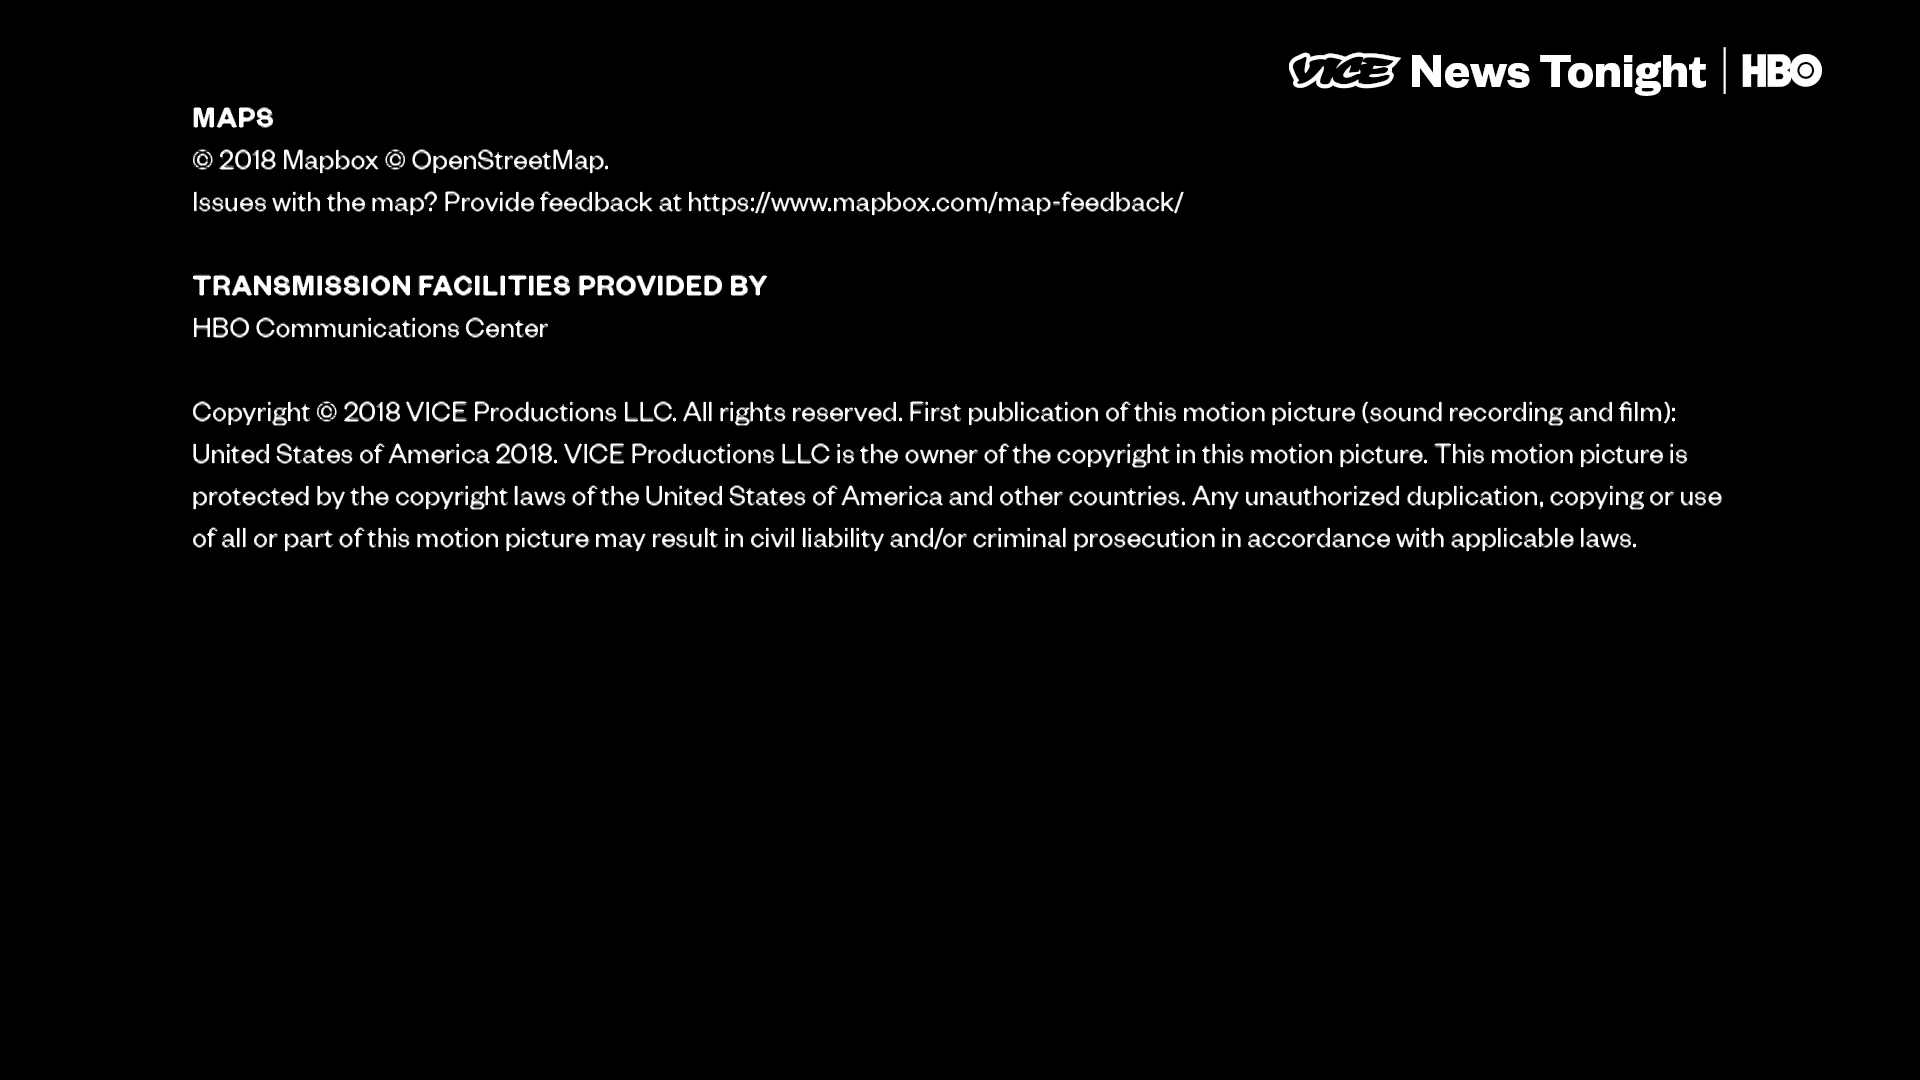 VICE News Tonight | HBO
MAPS
© 2018 Mapbox © OpenStreetMap.
Issues with the map? Provide feedback at https://www.mapbox.com/map-feedback/
TRANSMISSION FACILITIES PROVIDED BY
HBO Communications Center
Copyright © 2018 VICE Productions LLC. All rights reserved. First publication of this motion picture (sound recording and film):
United States of America 2018. VICE Productions LLC is the owner of the copyright in this motion picture. This motion picture is
protected by the copyright laws of the United States of America and other countries. Any unauthorized duplication, copying or use
of all or part of this motion picture may result in civil liability and/or criminal prosecution in accordance with applicable laws.